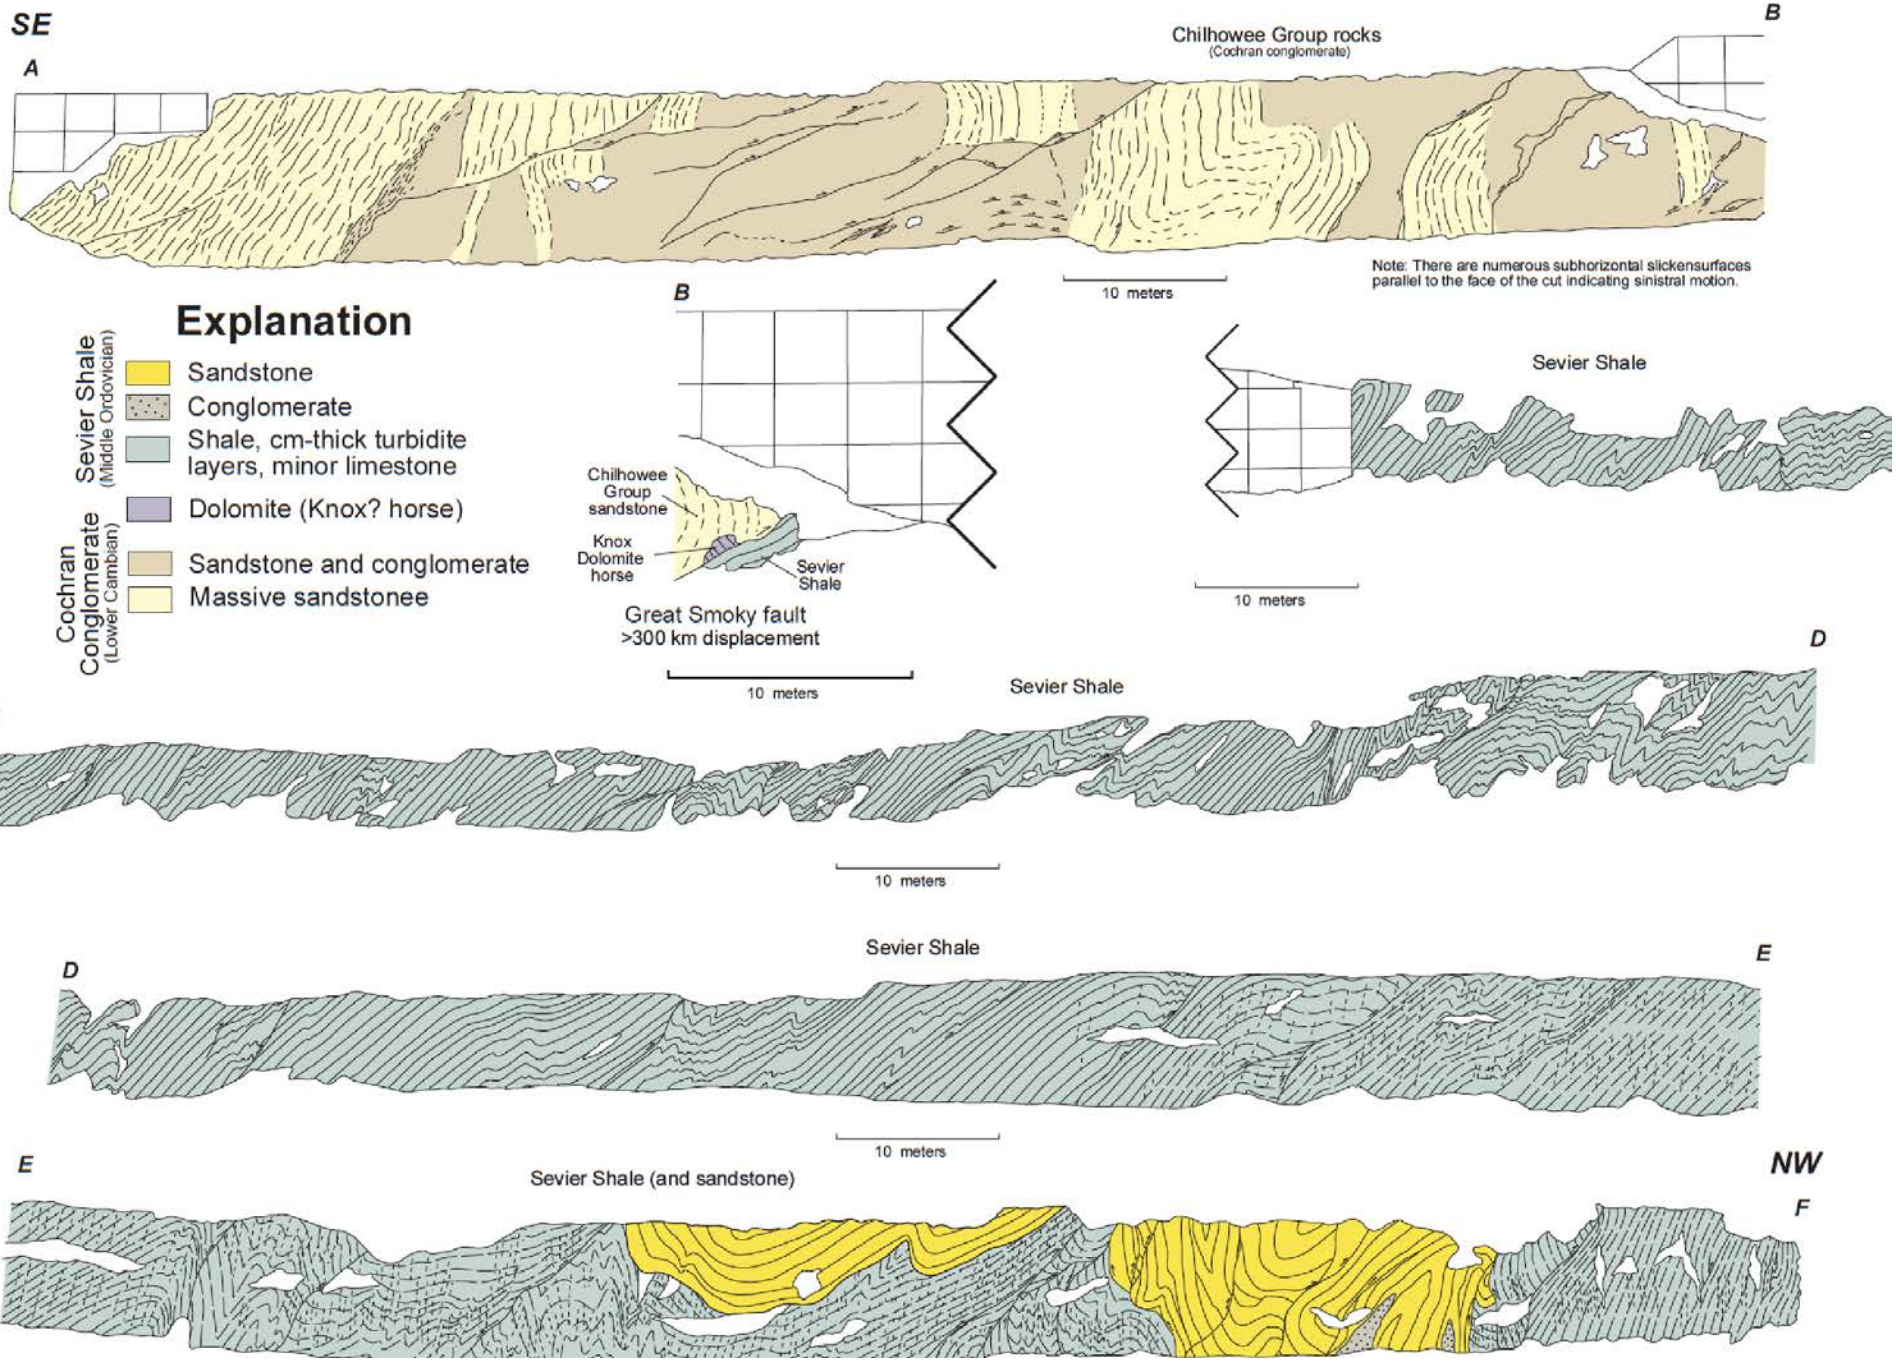 SE
B
Chilhowee Group rocks
(Cochran conglomerate)
A
Note: There are numerous subhorizontal slickensurfaces
parallel to the face of the cut indicating sinistral motion.
10 meters
B
Explanation
Sevier Shale
(Middle Ordovician)
Sandstone
Conglomerate
Shale, cm-thick turbidite
layers, minor limestone
Dolomite (Knox? horse)
Cochran
Conglomerate
(Lower Cambian)
Sandstone and conglomerate
Massive sandstonee
Chilhowee
Group
sandstone
Knox
Dolomite
horse
Sevier
Shale
Great Smoky fault
>300 km displacement
10 meters
Sevier Shale
10 meters
D
Sevier Shale
10 meters
Sevier Shale
D
E
10 meters
E
Sevier Shale (and sandstone)
NW
F